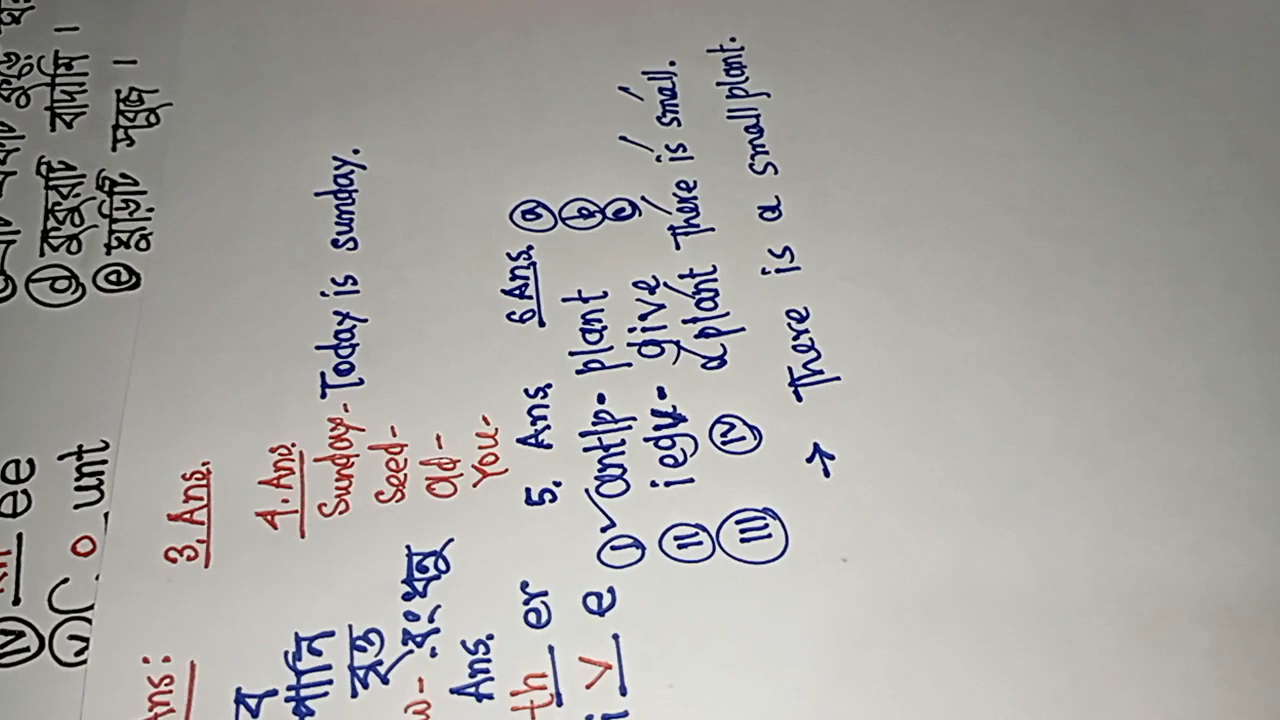 (d) কুকুরটি বাদামি ।
(e) ঘুড়িটি সবুজ ।
(iv) ee
(v) C o unt
Ans:
3. Ans.
4. Ans.
Sunday - Today is sunday.
Seed -
old -
You -
পানি
w - রংধনু
Ans.
th er
i v e
5. Ans.
(i) antlp - plant
(ii) iegv - give
(iii)
(iv) a plant There is small.
→ There is a small plant.
6 Ans.
(a)
(b)
(c)